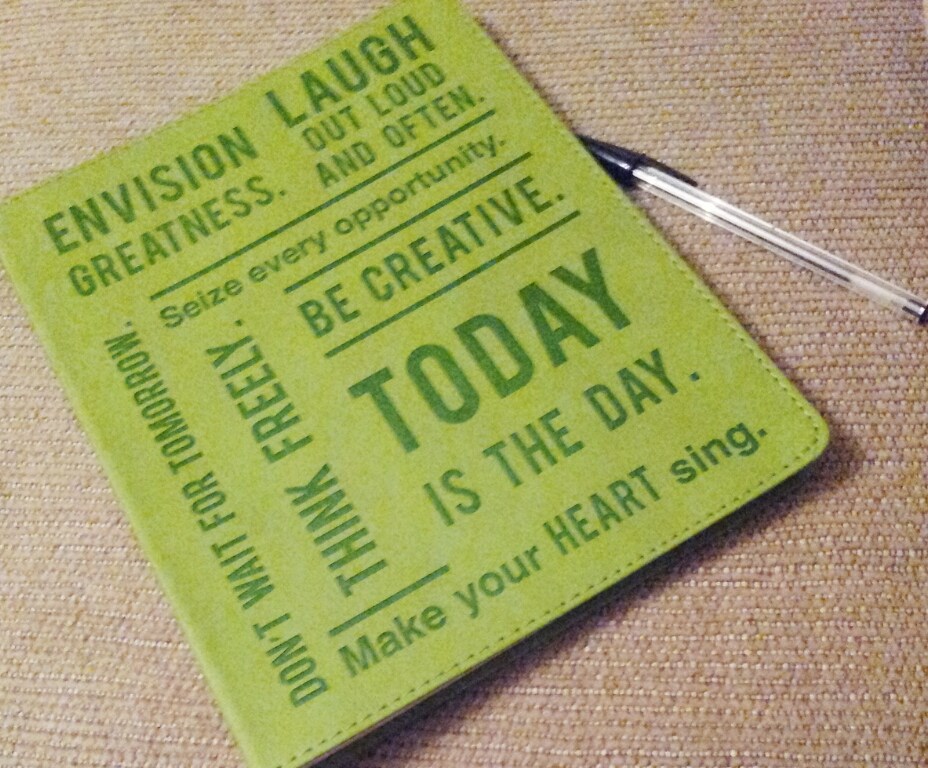 ENVISION
GREATNESS.
LAUGH
OUT LOUD
AND OFTEN.
Seize every opportunity.
BE CREATIVE.
TODAY
IS THE DAY.
THINK FREELY.
DON'T WAIT FOR TOMORROW.
Make your HEART sing.